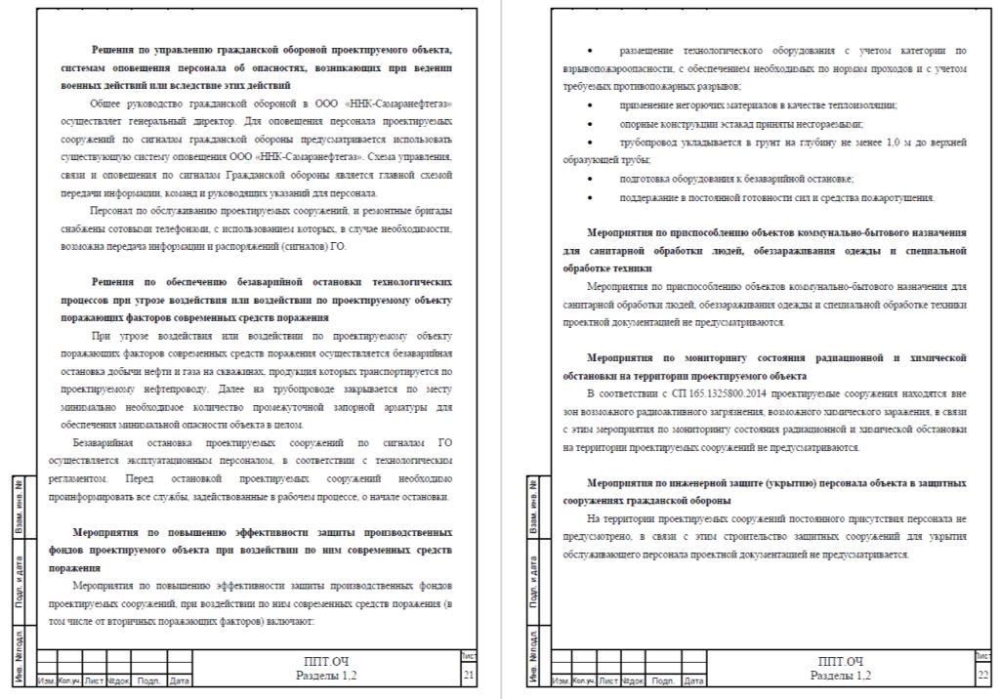 Решения по управлению гражданской обороной проектируемого объекта,
системам оповещения персонала об опасностях, возникающих при ведении
военных действий или вследствие этих действий
Общее руководство гражданской обороной в ООО «ННК-Самаранефтегаз»
осуществляет генеральный директор. Для оповещения персонала проектируемых
сооружений по сигналам гражданской обороны предусматривается использовать
существующую систему оповещения ООО «ННК-Самаранефтегаз». Схема управления,
связи и оповещения по сигналам Гражданской обороны является главной схемой
передачи информации, команд и руководящих указаний для персонала.
Персонал по обслуживанию проектируемых сооружений, и ремонтные бригады
снабжены сотовыми телефонами, с использованием которых, в случае необходимости,
возможна передача информации и распоряжений (сигналов) ГО.
Решения по обеспечению безаварийной остановки технологических
процессов при угрозе воздействия или воздействии по проектируемому объекту
поражающих факторов современных средств поражения
При угрозе воздействия или воздействии по проектируемому объекту
поражающих факторов современных средств поражения осуществляется безаварийная
остановка добычи нефти и газа на скважинах, продукция которых транспортируется по
проектируемому нефтепроводу. Далее на трубопроводе закрывается по месту
минимально необходимое количество промежуточной запорной арматуры для
обеспечения минимальной опасности объекта в целом.
Безаварийная остановка проектируемых сооружений по сигналам ГО
осуществляется эксплуатационным персоналом, в соответствии с технологическим
регламентом. Перед остановкой проектируемых сооружений необходимо
проинформировать все службы, задействованные в рабочем процессе, о начале остановки.
Мероприятия по повышению эффективности защиты производственных
фондов проектируемого объекта при воздействии по ним современных средств
поражения
Мероприятия по повышению эффективности защиты производственных фондов
проектируемых сооружений, при воздействии по ним современных средств поражения (в
том числе от вторичных поражающих факторов) включают:
Взам. инв. №
Подп. и дата
Инв. №подл.
Изм. Кол.уч. Лист №док. Подп. Дата
ППТ.ОЧ
Разделы 1,2
Лист
21
• размещение технологического оборудования с учетом категории по
взрывопожароопасности, с обеспечением необходимых по нормам проходов и с учетом
требуемых противопожарных разрывов;
• применение негорючих материалов в качестве теплоизоляции;
• опорные конструкции эстакад приняты несгораемыми;
• трубопровод укладывается в грунт на глубину не менее 1,0 м до верхней
образующей трубы;
• подготовка оборудования к безаварийной остановке;
• поддержание в постоянной готовности сил и средства пожаротушения.
Мероприятия по приспособлению объектов коммунально-бытового назначения
для санитарной обработки людей, обеззараживания одежды и специальной
обработке техники
Мероприятия по приспособлению объектов коммунально-бытового назначения для
санитарной обработки людей, обеззараживания одежды и специальной обработке техники
проектной документацией не предусматриваются.
Мероприятия по мониторингу состояния радиационной и химической
обстановки на территории проектируемого объекта
В соответствии с СП 165.1325800.2014 проектируемые сооружения находятся вне
зон возможного радиоактивного загрязнения, возможного химического заражения, в связи
с этим мероприятия по мониторингу состояния радиационной и химической обстановки
на территории проектируемых сооружений не предусматриваются.
Мероприятия по инженерной защите (укрытию) персонала объекта в защитных
сооружениях гражданской обороны
На территории проектируемых сооружений постоянного присутствия персонала не
предусмотрено, в связи с этим строительство защитных сооружений для укрытия
обслуживающего персонала проектной документацией не предусматривается.
Взам. инв. №
Подп. и дата
Инв. №подл.
Изм. Кол.уч. Лист №док. Подп. Дата
ППТ.ОЧ
Разделы 1,2
Лист
22